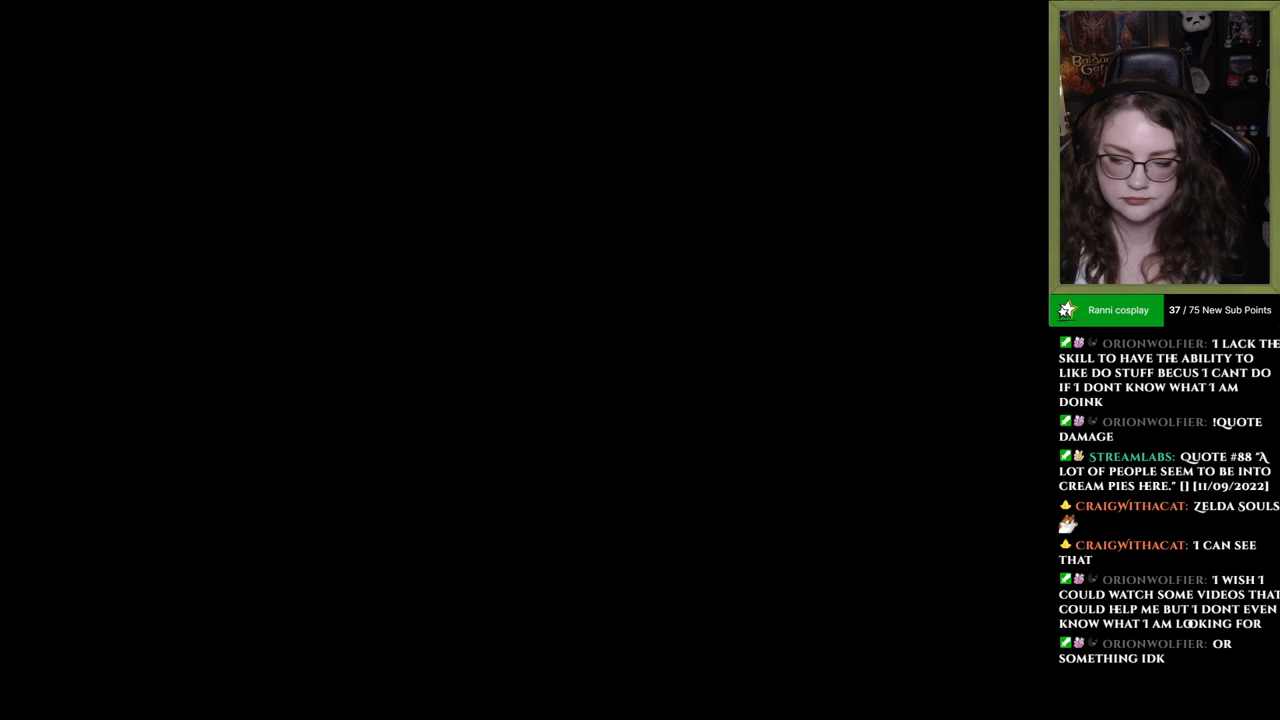 Baldur's
Gate
Ranni cosplay 37 / 75 New Sub Points
ORIONWOLFIER: I LACK THE
SKILL TO HAVE THE ABILITY TO
LIKE DO STUFF BECUS I CANT DO
IF I DONT KNOW WHAT I AM
DOINK
ORIONWOLFIER: !QUOTE
DAMAGE
STREAMLABS: QUOTE #88 "A
LOT OF PEOPLE SEEM TO BE INTO
CREAM PIES HERE." [] [11/09/2022]
CRAIGWITHACAT: ZELDA SOULS
CRAIGWITHACAT: I CAN SEE
THAT
ORIONWOLFIER: I WISH I
COULD WATCH SOME VIDEOS THAT
COULD HELP ME BUT I DONT EVEN
KNOW WHAT I AM LOOKING FOR
ORIONWOLFIER: OR
SOMETHING IDK